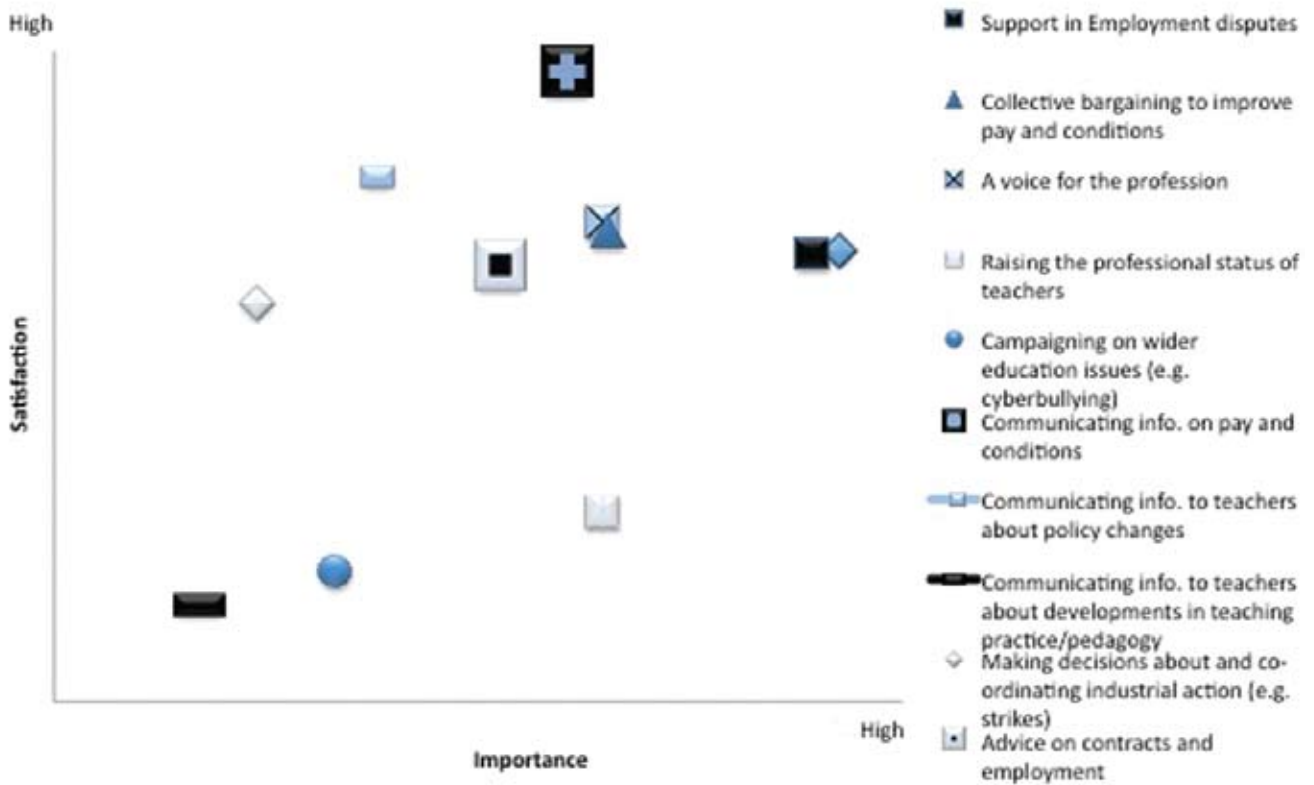 High
Satisfaction
High
Importance
Support in Employment disputes
Collective bargaining to improve
pay and conditions
A voice for the profession
Raising the professional status of
teachers
Campaigning on wider
education issues (e.g.
cyberbullying)
Communicating info. on pay and
conditions
Communicating info. to teachers
about policy changes
Communicating info. to teachers
about developments in teaching
practice/pedagogy
Making decisions about and co-
ordinating industrial action (e.g.
strikes)
Advice on contracts and
employment